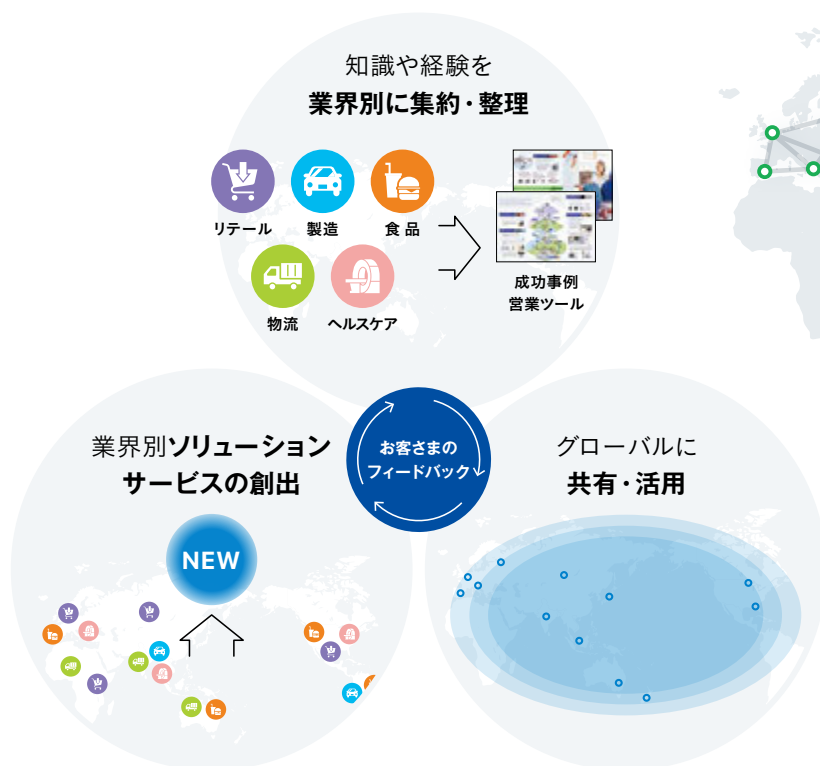 知識や経験を
業界別に集約・整理
リテール
製造
食品
物流
ヘルスケア
成功事例
営業ツール
お客さまの
フィードバック
業界別ソリューション
サービスの創出
NEW
グローバルに
共有・活用